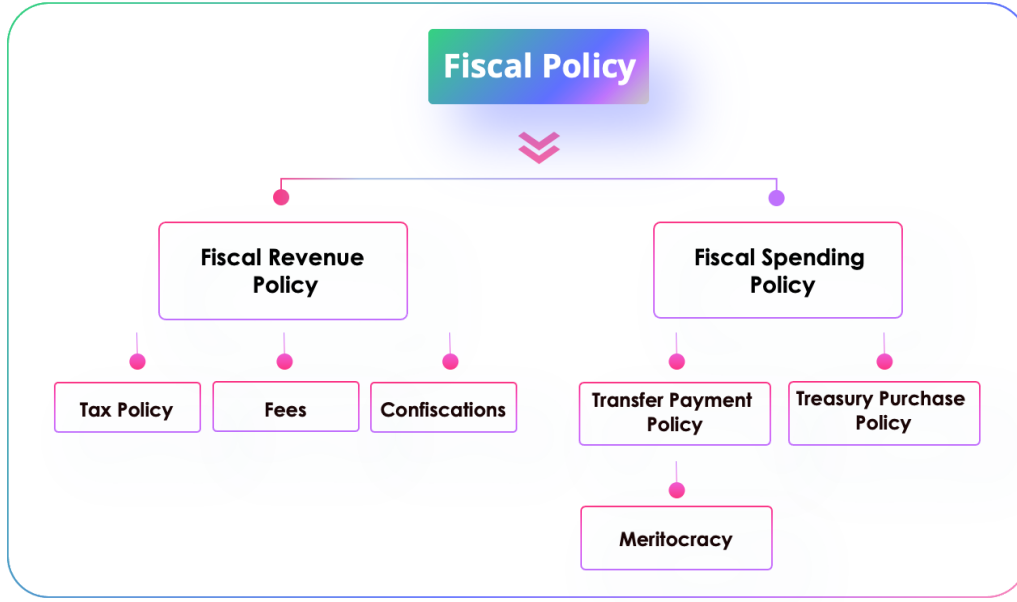 Fiscal Policy
Fiscal Revenue
Policy
Fiscal Spending
Policy
Tax Policy
Fees
Confiscations
Transfer Payment
Policy
Treasury Purchase
Policy
Meritocracy